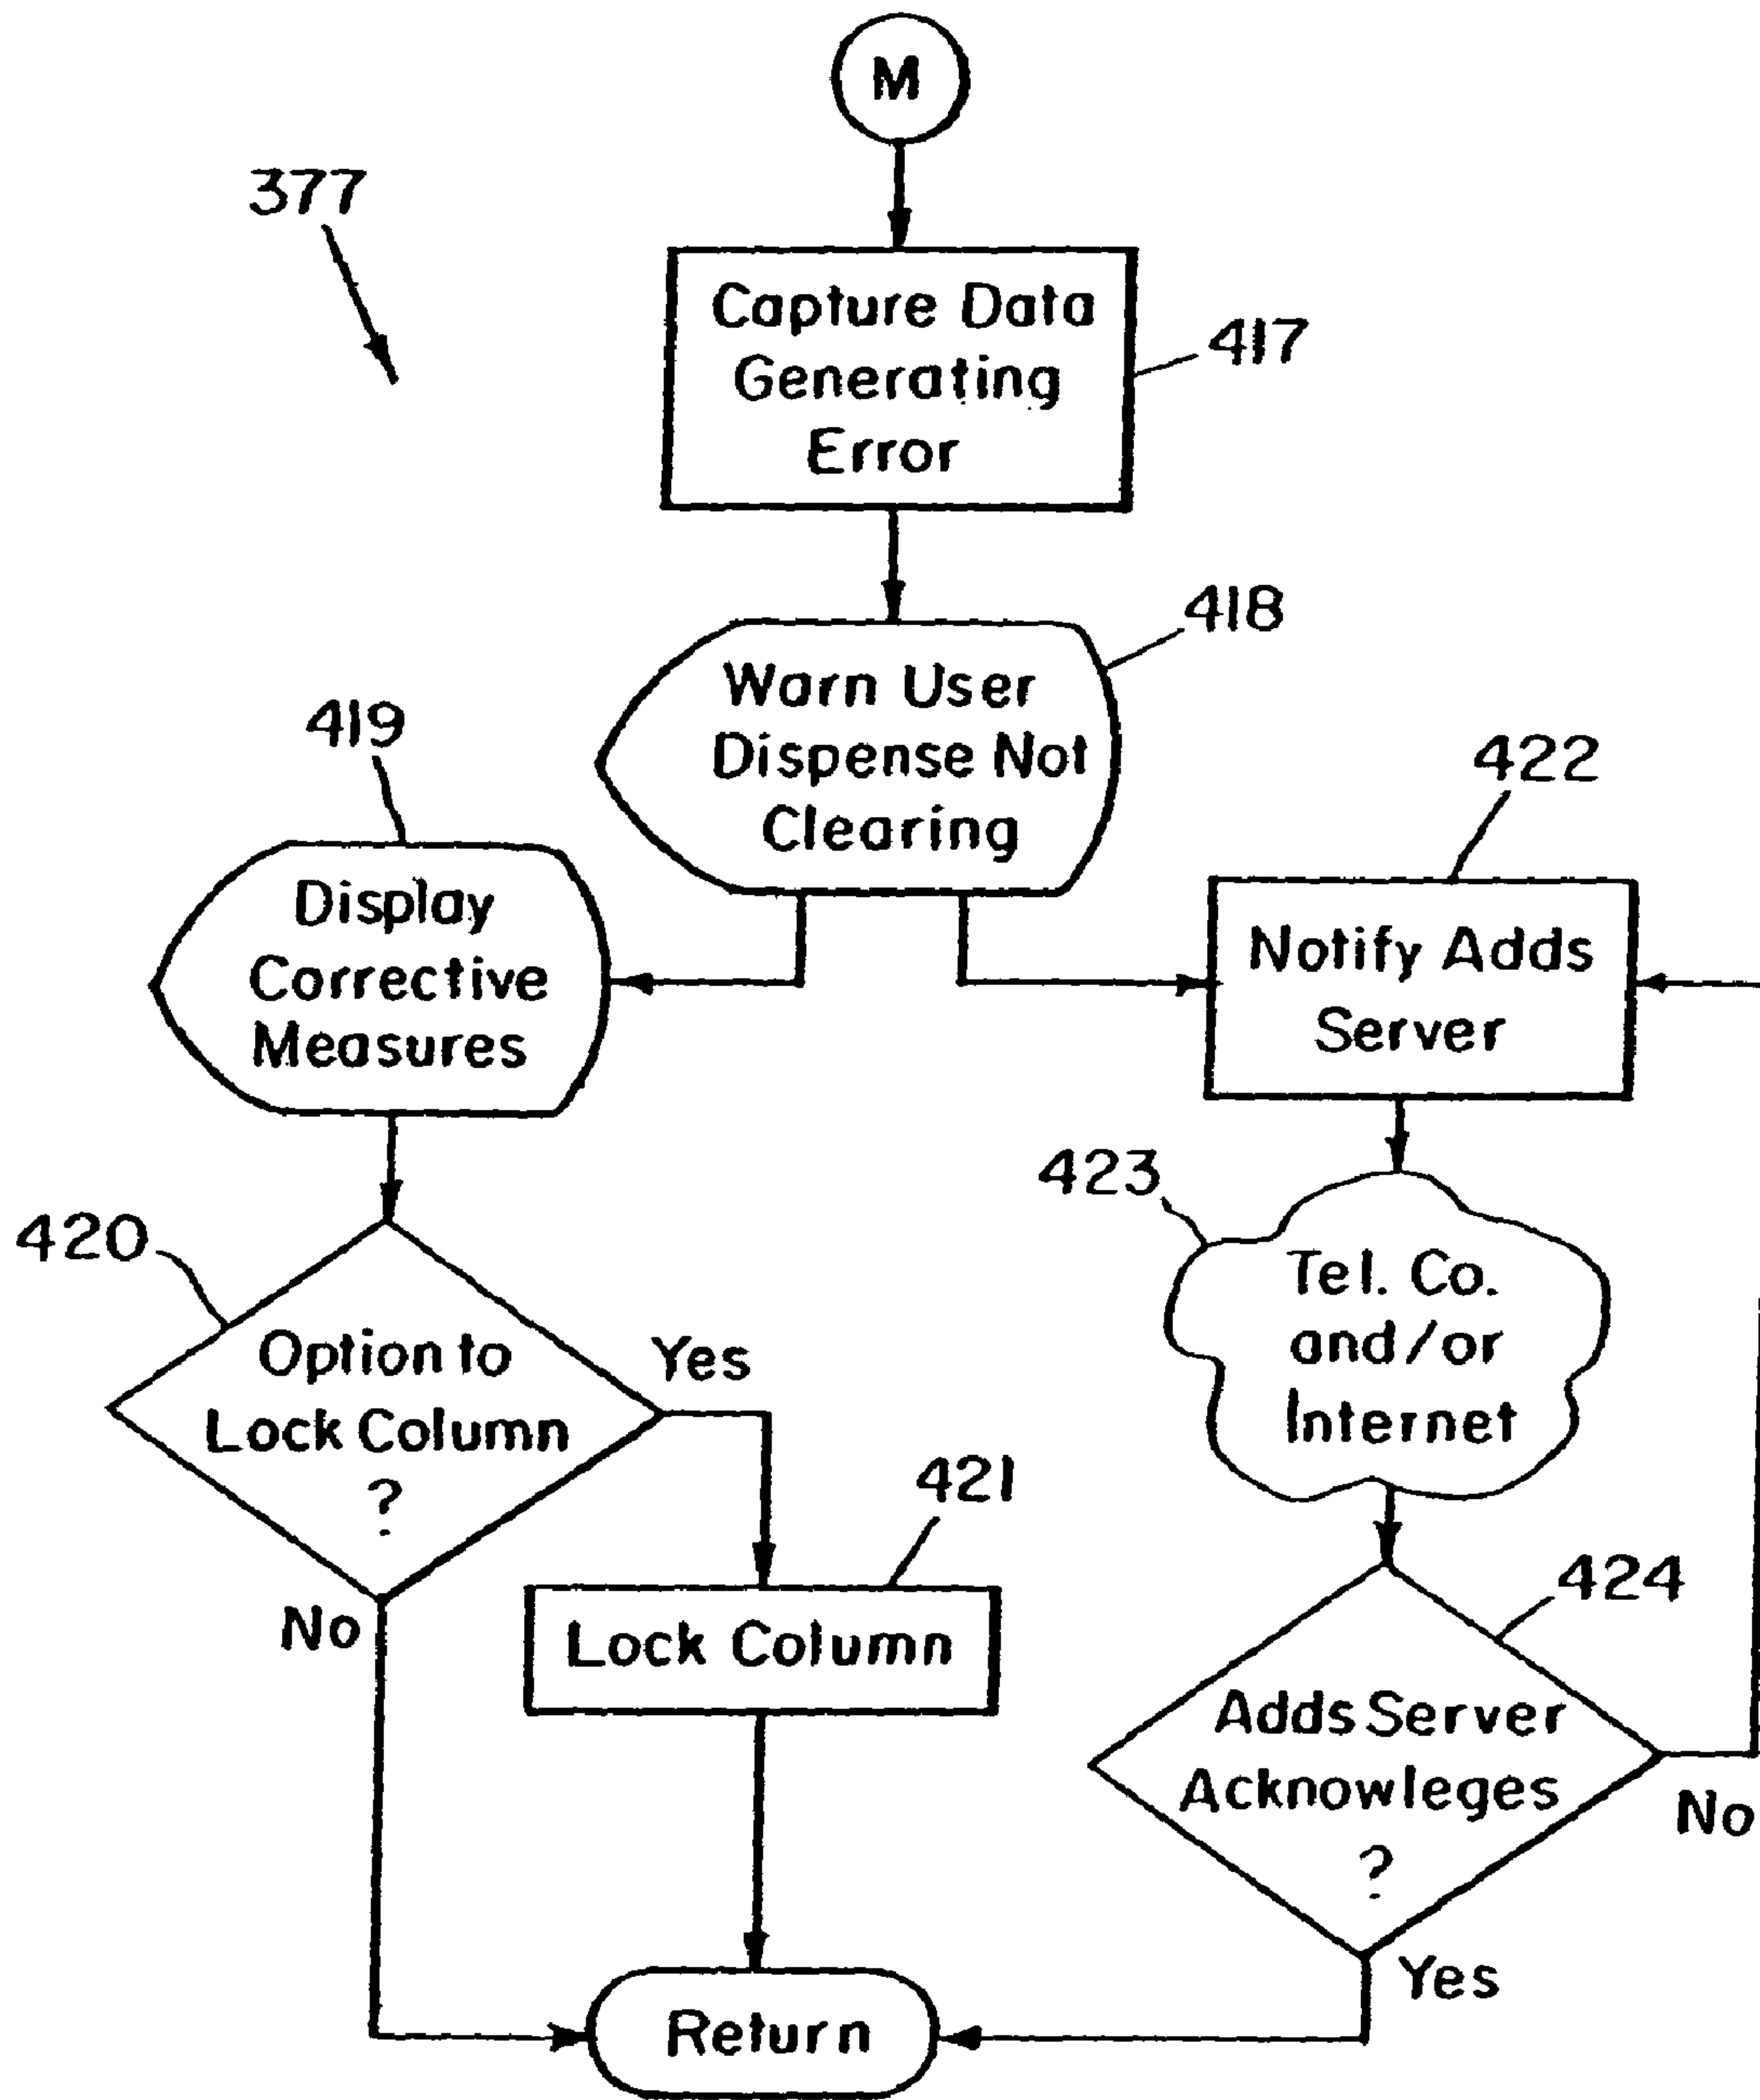 M
377
Capture Data
Generating
Error
417
418
Warn User
Dispense Not
Clearing
419
Display
Corrective
Measures
422
Notify Adds
Server
423
Tel. Co.
and/or
Internet
420
Option to
Lock Column
?
Yes
No
421
Lock Column
424
Adds Server
Acknowleges
?
No
Yes
Return